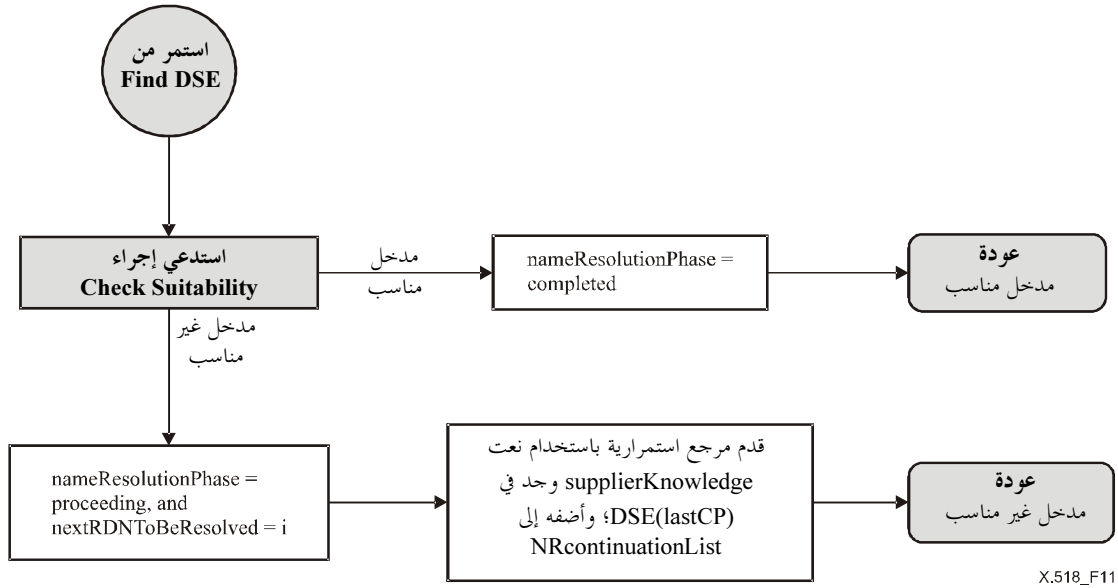 استمر من
Find DSE
استدعي إجراء
Check Suitability
مدخل
مناسب
nameResolutionPhase =
completed
عودة
مدخل مناسب
مدخل غير
مناسب
nameResolutionPhase =
proceeding, and
nextRDNToBeResolved = i
قدم مرجع استمرارية باستخدام نعت
supplierKnowledge وجد في
DSE(lastCP)؛ وأضفه إلى
NRcontinuationList
عودة
مدخل غير مناسب
X.518_F11